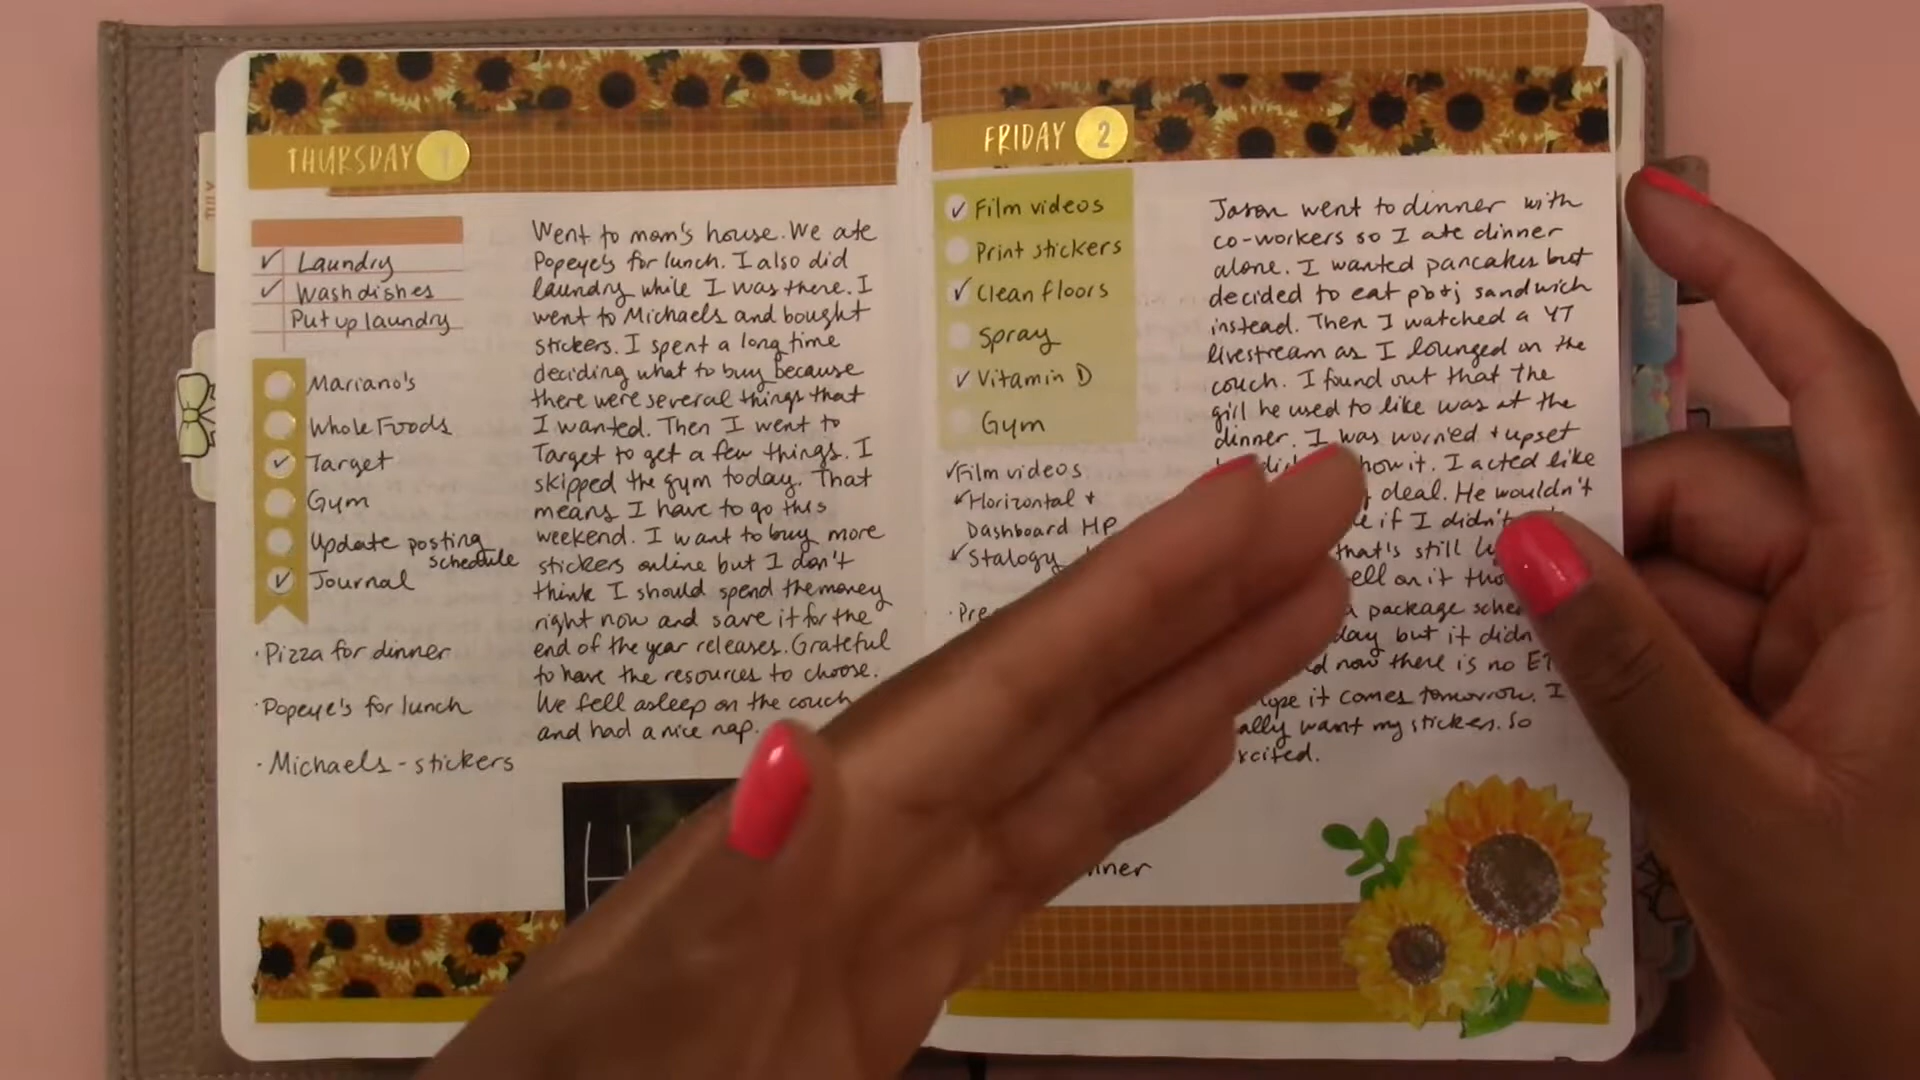 THURSDAY 1
Laundry
Wash dishes
Put up laundry
Mariano's
Whole Foods
Target
Gym
Update posting
schedule
Journal
· Pizza for dinner
· Popeye's for lunch
· Michaels - stickers
Went to mom's house. We ate
Popeye's for lunch. I also did
laundry while I was there. I
went to Michaels and bought
stickers. I spent a long time
deciding what to buy because
there were several things that
I wanted. Then I went to
Target to get a few things. I
skipped the gym today. That
means I have to go this
weekend. I want to buy more
stickers online but I don't
think I should spend the money
right now and save it for the
end of the year releases. Grateful
to have the resources to choose.
We fell asleep on the couch
and had a nice nap.
FRIDAY 2
Film videos
Print stickers
Clean floors
Spray
Vitamin D
Gym
Film videos
Horizontal +
Dashboard HP
Stalogy
Jason went to dinner with
co-workers so I ate dinner
alone. I wanted pancakes but
decided to eat pb+j sandwich
instead. Then I watched a YT
livestream as I lounged on the
couch. I found out that the
girl he used to like was at the
dinner. I was worried + upset
it. I acted like
deal. He wouldn't
if I didn't
that's still
on it
a package
but it
now there is no
it comes tomorrow. I
want my stickers. So